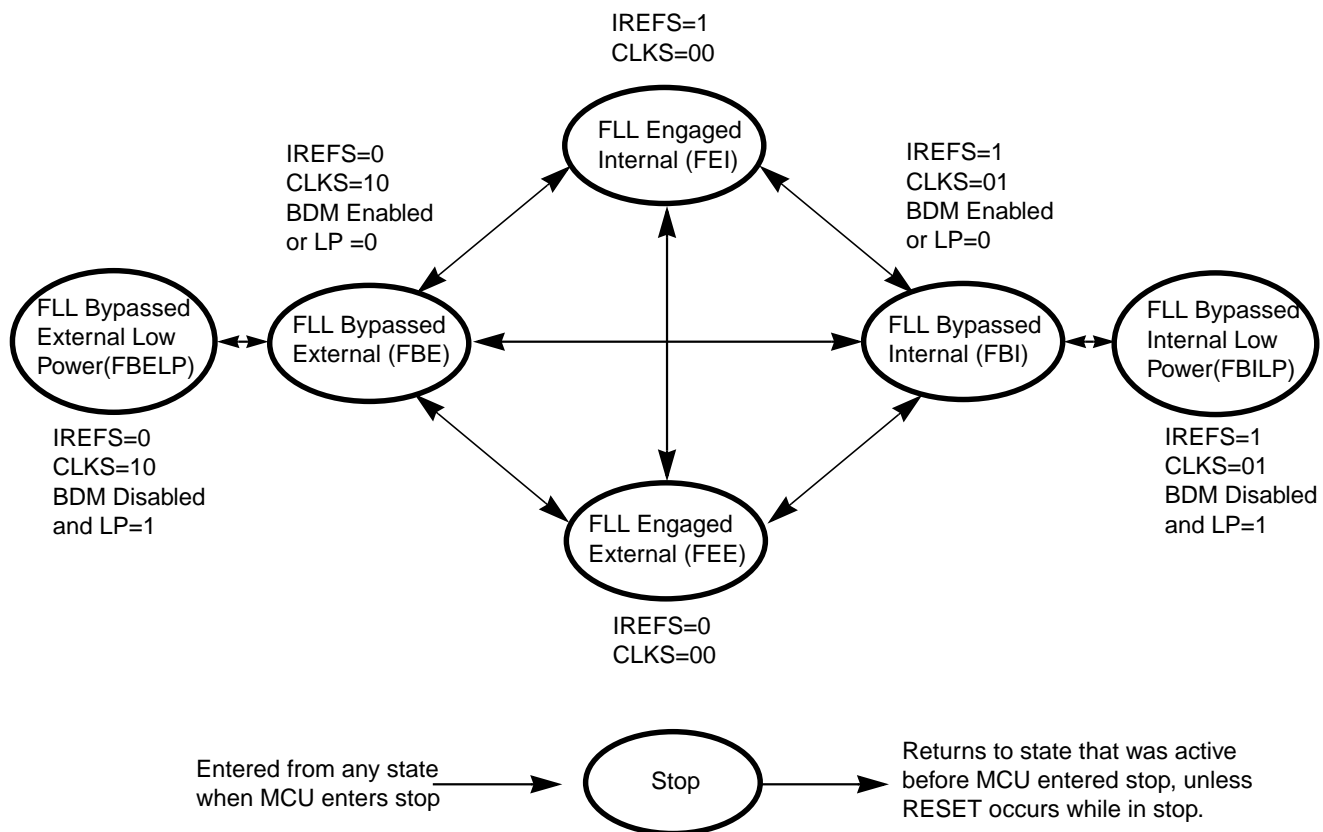 IREFS=1
CLKS=00
FLL Engaged
Internal (FEI)
IREFS=0
CLKS=10
BDM Enabled
or LP =0
IREFS=1
CLKS=01
BDM Enabled
or LP=0
FLL Bypassed
External Low
Power(FBELP)
FLL Bypassed
External (FBE)
FLL Bypassed
Internal (FBI)
FLL Bypassed
Internal Low
Power(FBILP)
IREFS=0
CLKS=10
BDM Disabled
and LP=1
IREFS=1
CLKS=01
BDM Disabled
and LP=1
FLL Engaged
External (FEE)
IREFS=0
CLKS=00
Entered from any state
when MCU enters stop
Stop
Returns to state that was active
before MCU entered stop, unless
RESET occurs while in stop.